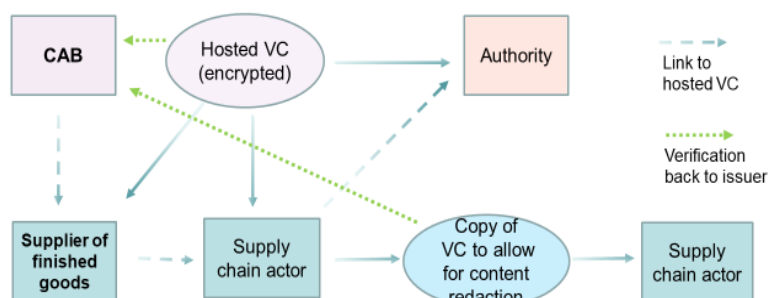 CAB
Hosted VC
(encrypted)
Authority
Link to
hosted VC
Verification
back to issuer
Supplier of
finished
goods
Supply
chain actor
Copy of
VC to allow
for content
redaction
Supply
chain actor